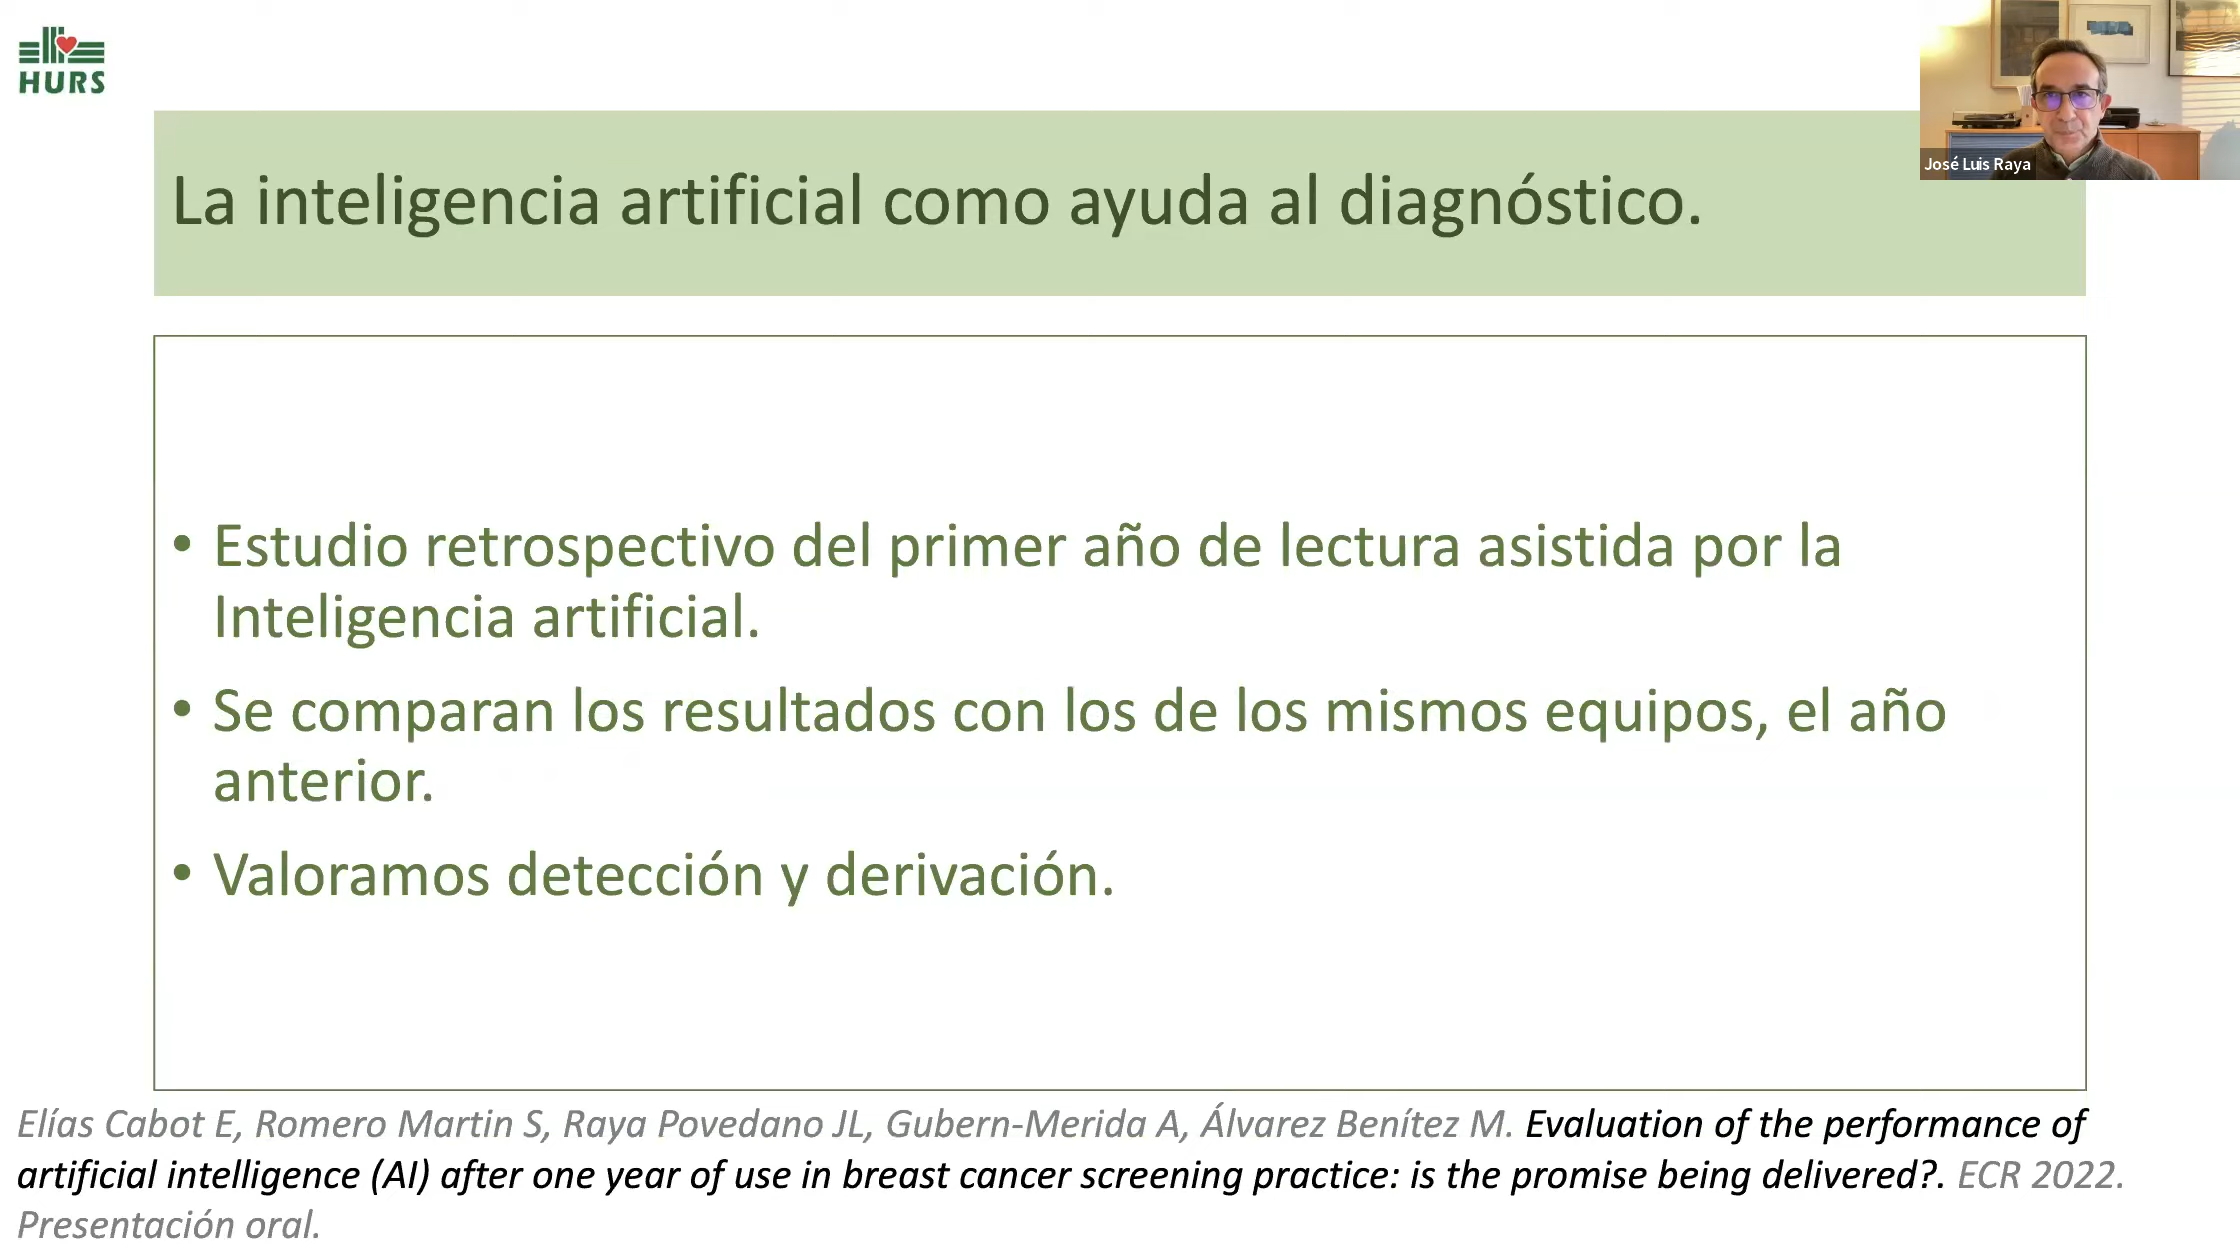 HURS
José Luis Raya
La inteligencia artificial como ayuda al diagnóstico.
• Estudio retrospectivo del primer año de lectura asistida por la
Inteligencia artificial.
• Se comparan los resultados con los de los mismos equipos, el año
anterior.
• Valoramos detección y derivación.
Elías Cabot E, Romero Martin S, Raya Povedano JL, Gubern-Merida A, Álvarez Benítez M. Evaluation of the performance of
artificial intelligence (AI) after one year of use in breast cancer screening practice: is the promise being delivered?. ECR 2022.
Presentación oral.